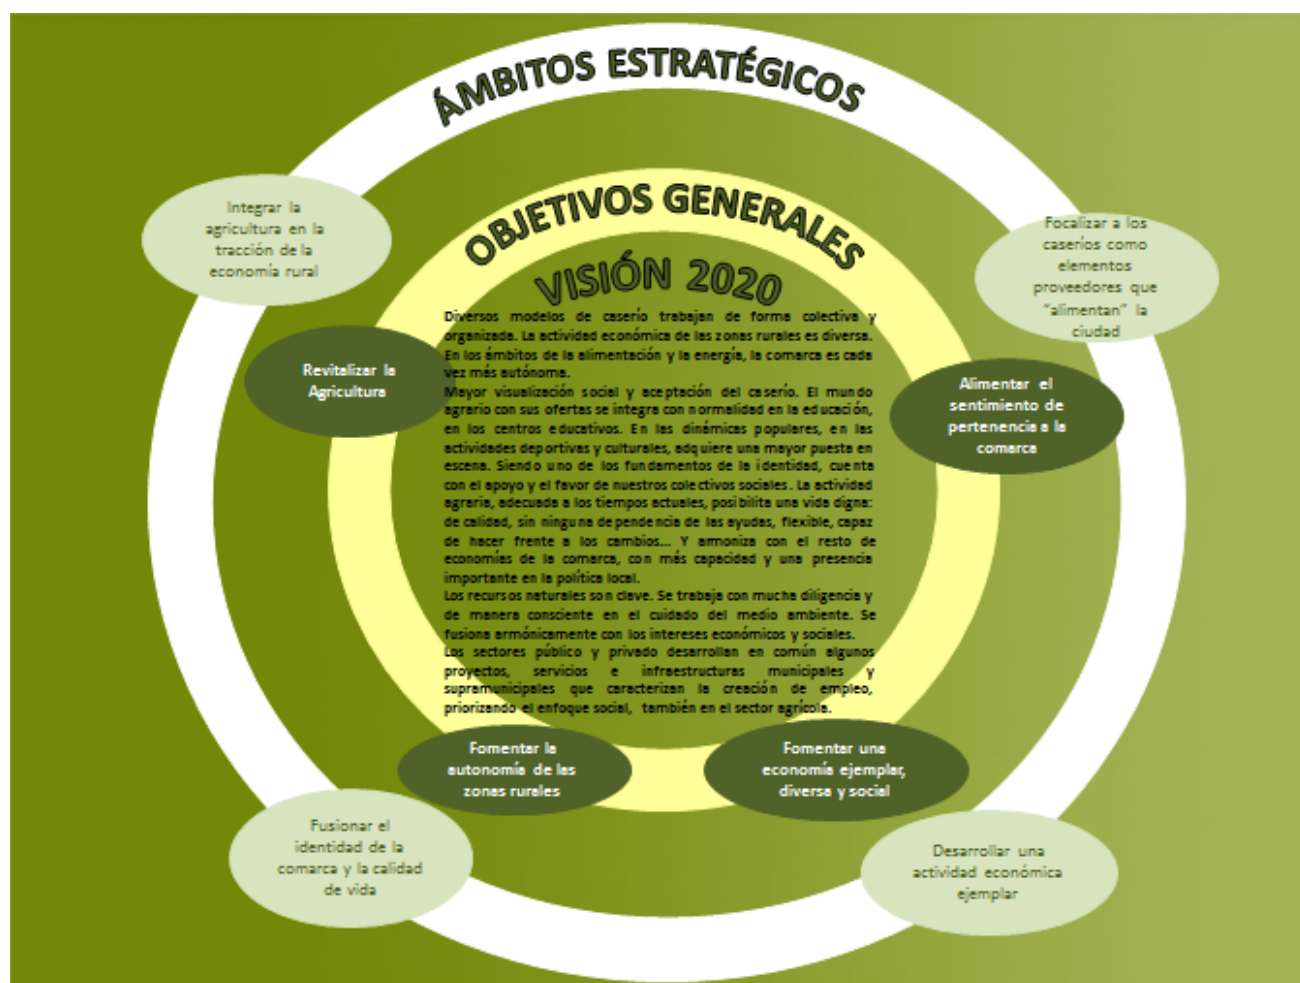 ÁMBITOS ESTRATÉGICOS
Integrar la
agricultura en la
tracción de la
economía rural
Focalizar a los
caseríos como
elementos
proveedores que
“alimentan” la
ciudad
OBJETIVOS GENERALES
Revitalizar la
Agricultura
Alimentar el
sentimiento de
pertenencia a la
comarca
VISIÓN 2020
Diversos modelos de caserío trabajan de forma colectiva y
organizada. La actividad económica de las zonas rurales es diversa.
En los ámbitos de la alimentación y la energía, la comarca es cada
vez más autónoma.
Mayor visualización social y aceptación del caserío. El mundo
agrario con sus ofertas se integra con normalidad en la educación,
en los centros educativos. En las dinámicas populares, en las
actividades deportivas y culturales, adquiere una mayor puesta en
escena. Siendo uno de los fundamentos de la identidad, cuenta
con el apoyo y el favor de nuestros colectivos sociales. La actividad
agraria, adecuada a los tiempos actuales, posibilita una vida digna:
de calidad, sin ninguna dependencia de las ayudas, flexible, capaz
de hacer frente a los cambios... Y armoniza con el resto de
economías de la comarca, con más capacidad y una presencia
importante en la política local.
Los recursos naturales son clave. Se trabaja con mucha diligencia y
de manera consciente en el cuidado del medio ambiente. Se
fusiona armónicamente con los intereses económicos y sociales.
Los sectores público y privado desarrollan en común algunos
proyectos, servicios e infraestructuras municipales y
supramunicipales que caracterizan la creación de empleo,
priorizando el enfoque social, también en el sector agrícola.
Fomentar la
autonomía de las
zonas rurales
Fomentar una
economía ejemplar,
diversa y social
Fusionar el
identidad de la
comarca y la calidad
de vida
Desarrollar una
actividad económica
ejemplar